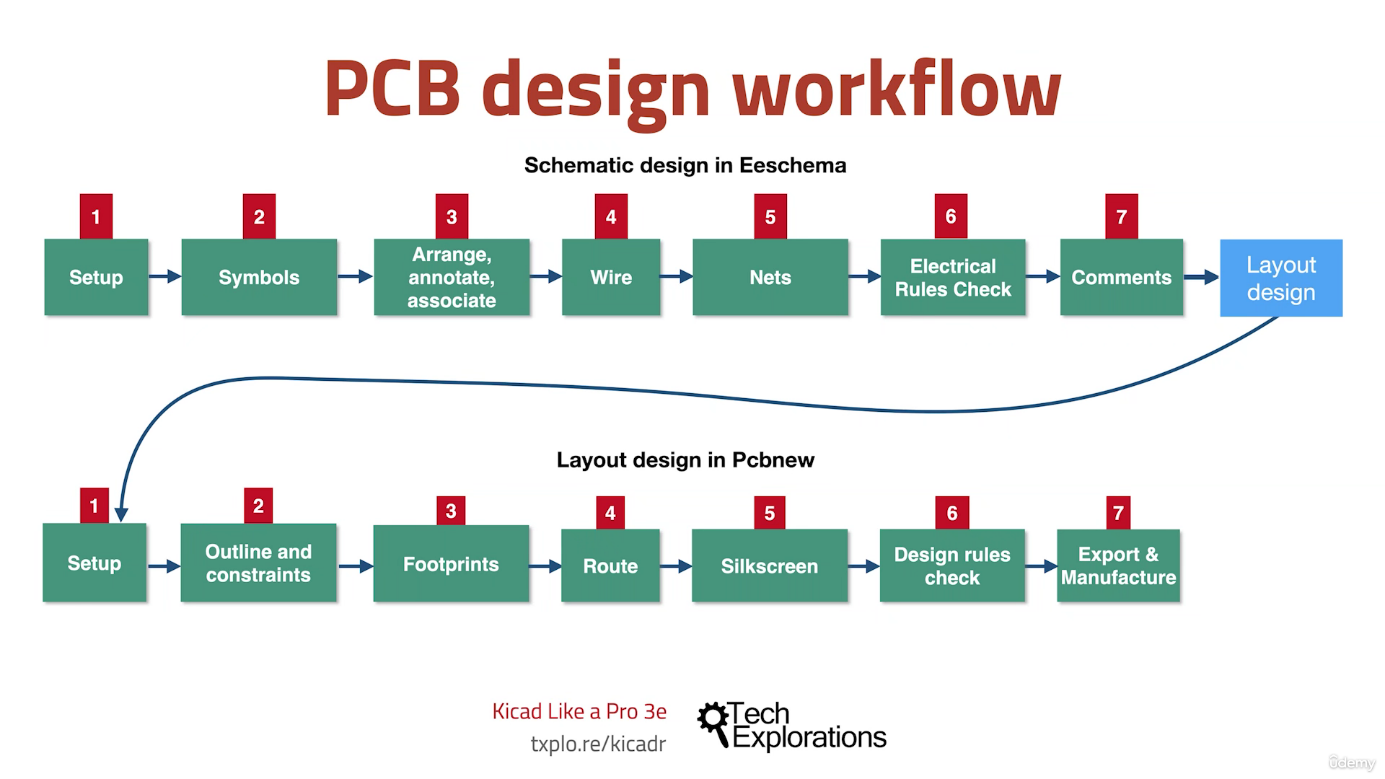 PCB design workflow
Schematic design in Eeschema
1
2
3
4
5
6
7
Setup
Symbols
Arrange,
annotate,
associate
Wire
Nets
Electrical
Rules Check
Comments
Layout
design
Layout design in Pcbnew
1
2
3
4
5
6
7
Setup
Outline and
constraints
Footprints
Route
Silkscreen
Design rules
check
Export &
Manufacture
Kicad Like a Pro 3e
txplo.re/kicadr
Tech
Explorations
ûdemy